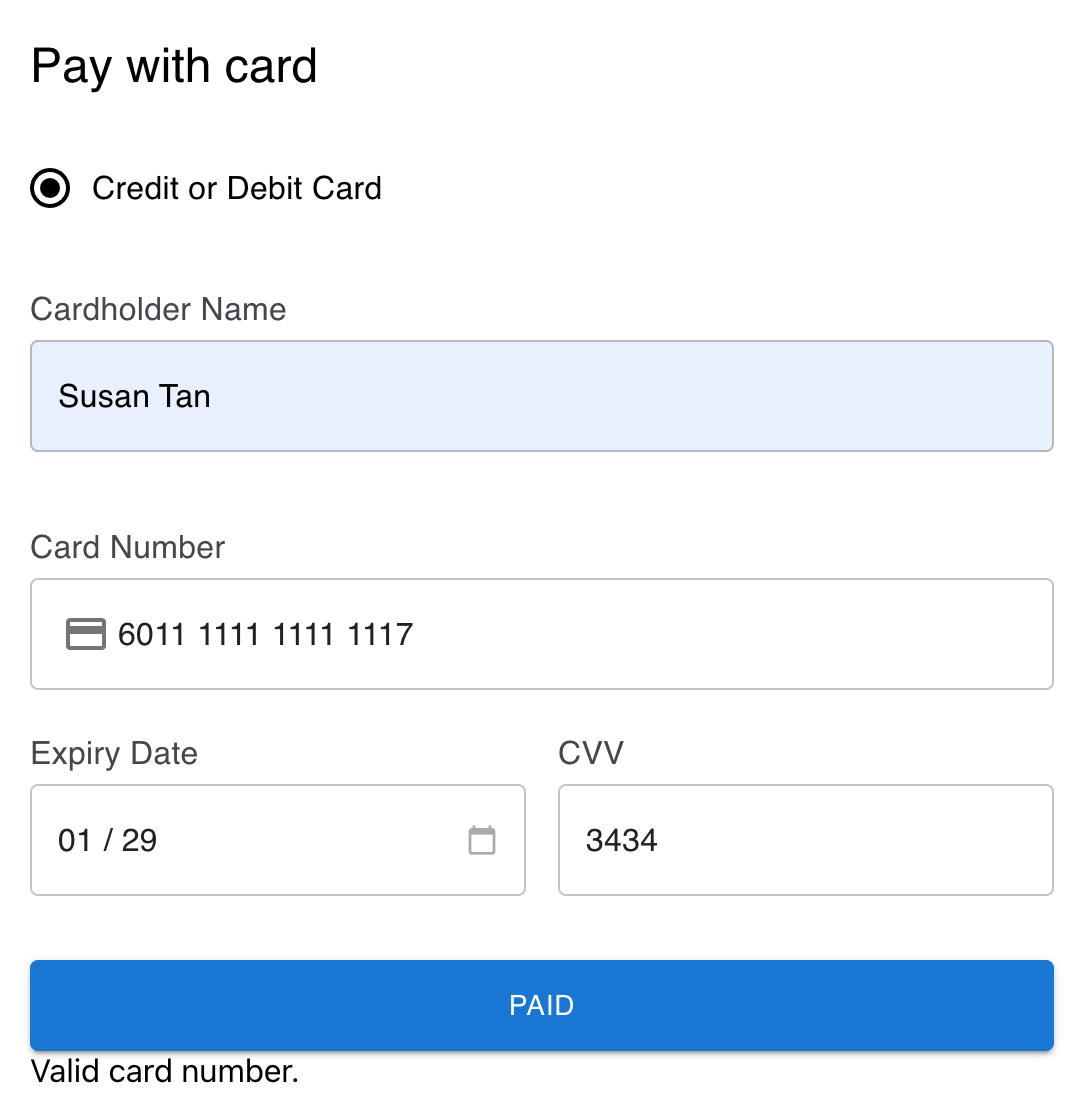 Pay with card
Credit or Debit Card
Cardholder Name
Susan Tan
Card Number
6011 1111 1111 1117
Expiry Date CVV
01 / 29 3434
PAID
Valid card number.